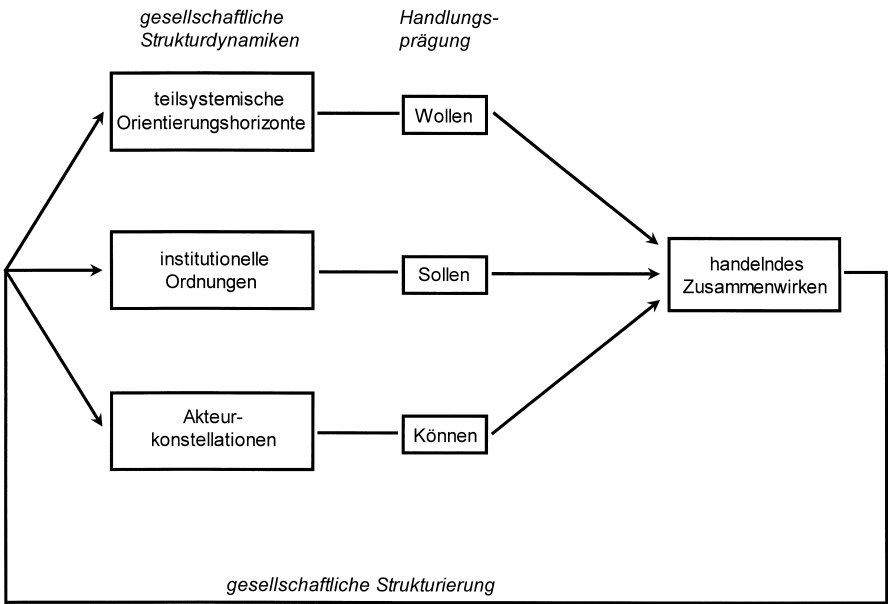 gesellschaftliche
Strukturdynamiken
Handlungs-
prägung
teilsystemische
Orientierungshorizonte
Wollen
institutionelle
Ordnungen
Sollen
handelndes
Zusammenwirken
Akteur-
konstellationen
Können
gesellschaftliche Strukturierung